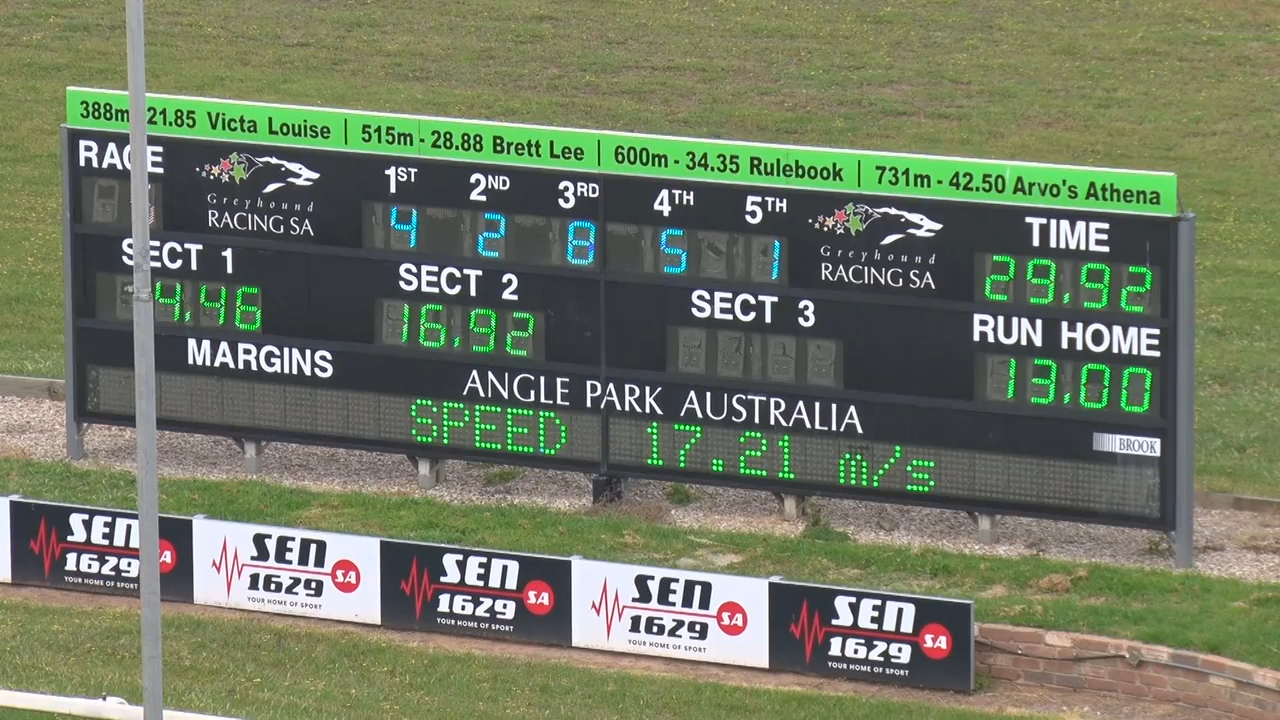 388m 21.85 Victa Louise | 515m - 28.88 Brett Lee | 600m - 34.35 Rulebook | 731m - 42.50 Arvo's Athena
RACE
Greyhound
RACING SA
1ST 2ND 3RD 4TH 5TH
4 2 8 5 1
Greyhound
RACING SA
TIME
29.92
SECT 1
4.46
SECT 2
16.92
SECT 3
RUN HOME
13.00
MARGINS
ANGLE PARK AUSTRALIA
BROOK
SPEED 17.21 m/s
SEN
1629
SA
YOUR HOME OF SPORT
SEN
1629
SA
YOUR HOME OF SPORT
SEN
1629
SA
YOUR HOME OF SPORT
SEN
1629
SA
YOUR HOME OF SPORT
SEN
1629
SA
YOUR HOME OF SPORT